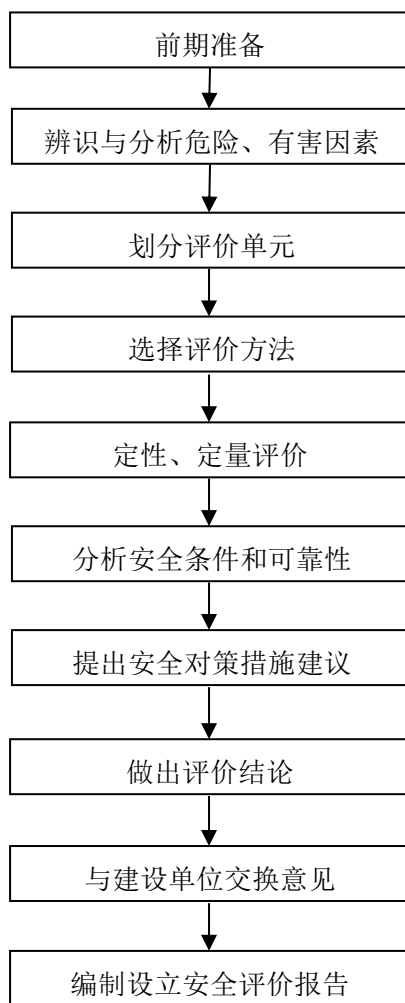 前期准备
辨识与分析危险、有害因素
划分评价单元
选择评价方法
定性、定量评价
分析安全条件和可靠性
提出安全对策措施建议
做出评价结论
与建设单位交换意见
编制设立安全评价报告